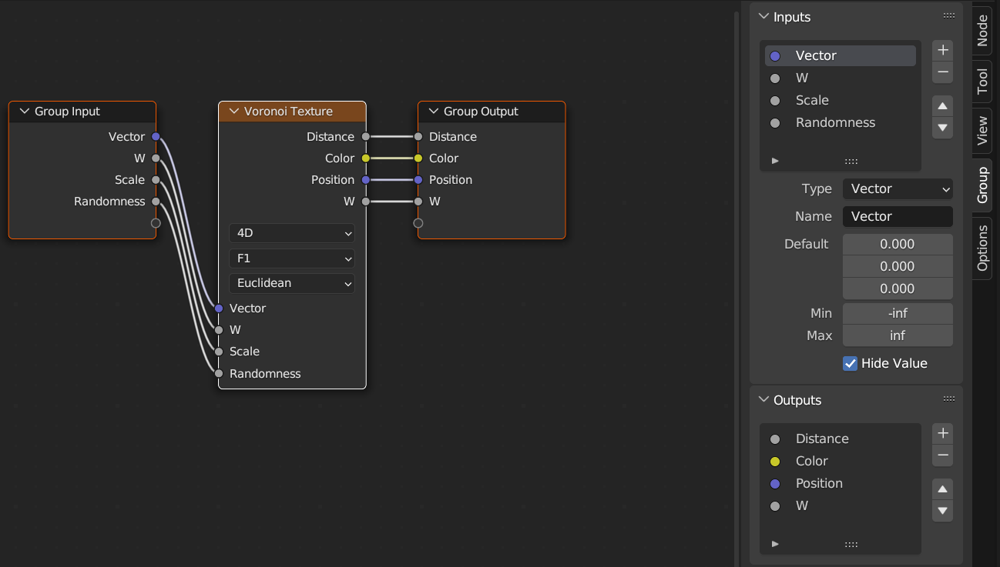 Group Input
Vector
W
Scale
Randomness
Voronoi Texture
Distance
Color
Position
W
4D
F1
Euclidean
Vector
W
Scale
Randomness
Group Output
Distance
Color
Position
W
Inputs
Vector
W
Scale
Randomness
Type Vector
Name Vector
Default 0.000
0.000
0.000
Min -inf
Max inf
Hide Value
Outputs
Distance
Color
Position
W
Node
Tool
View
Group
Options